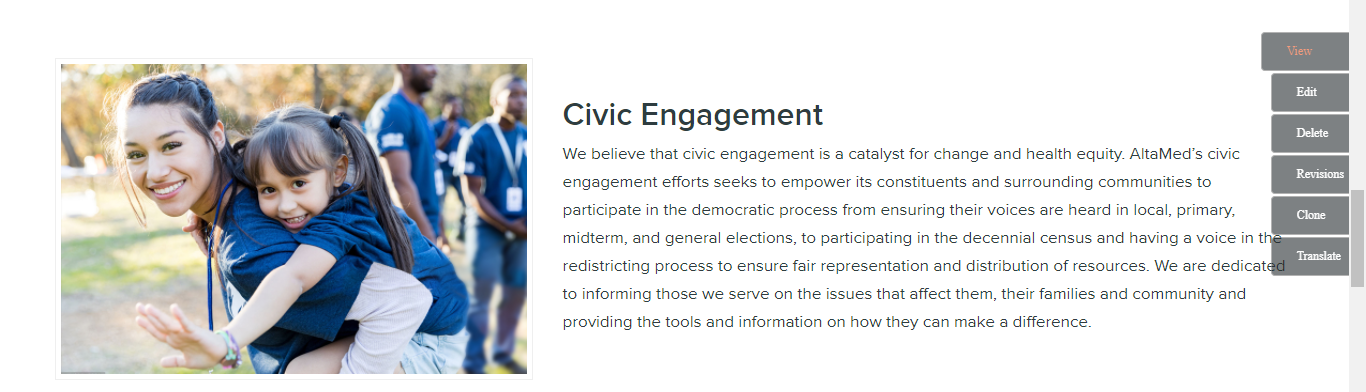 Civic Engagement
We believe that civic engagement is a catalyst for change and health equity. AltaMed's civic
engagement efforts seeks to empower its constituents and surrounding communities to
participate in the democratic process from ensuring their voices are heard in local, primary,
midterm, and general elections, to participating in the decennial census and having a voice in the
redistricting process to ensure fair representation and distribution of resources. We are dedicated
to informing those we serve on the issues that affect them, their families and community and
providing the tools and information on how they can make a difference.
View
Edit
Delete
Revisions
Clone
Translate